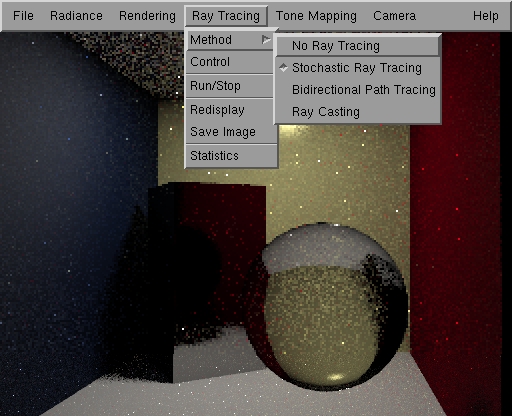 File Radiance Rendering Ray Tracing Tone Mapping Camera Help
Method
Control
Run/Stop
Redisplay
Save Image
Statistics
No Ray Tracing
Stochastic Ray Tracing
Bidirectional Path Tracing
Ray Casting